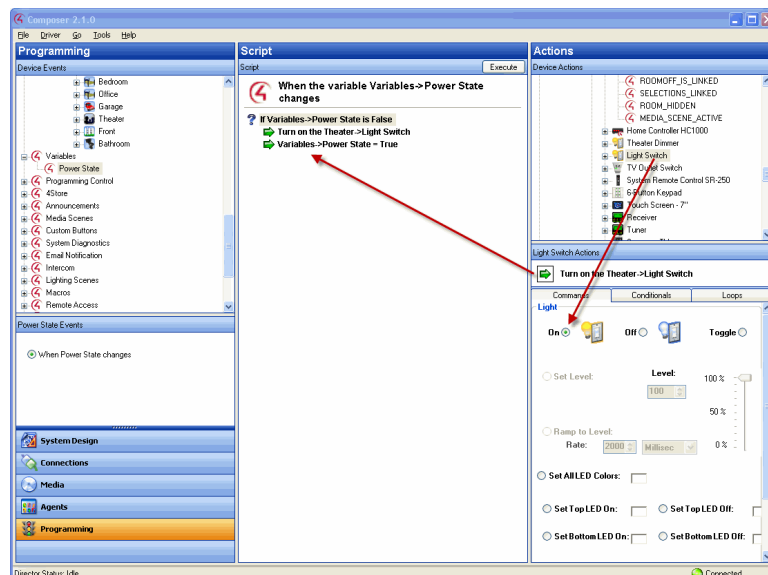 Composer 2.1.0
File Driver Go Tools Help
Programming
Device Events
Bedroom
Office
Garage
Theater
Front
Bathroom
Variables
Power State
Programming Control
4Store
Announcements
Media Scenes
Custom Buttons
System Diagnostics
Email Notification
Intercom
Lighting Scenes
Macros
Remote Access
Power State Events
When Power State changes
System Design
Connections
Media
Agents
Programming
Director Status: Idle
Script
Script Execute
When the variable Variables->Power State
changes
If Variables->Power State is False
Turn on the Theater->Light Switch
Variables->Power State = True
Actions
Device Actions
ROOMOFF_IS_LINKED
SELECTIONS_LINKED
ROOM_HIDDEN
MEDIA_SCENE_ACTIVE
Home Controller HC1000
Theater Dimmer
Light Switch
TV Outlet Switch
System Remote Control SR-250
6-Button Keypad
Touch Screen - 7"
Receiver
Tuner
Light Switch Actions
Turn on the Theater->Light Switch
Commands Conditionals Loops
Light
On Off Toggle
Set Level: Level: 100 %
100
50 %
Ramp to Level:
Rate: 2000 Millisec 0 %
Set All LED Colors:
Set Top LED On: Set Top LED Off:
Set Bottom LED On: Set Bottom LED Off:
Connected